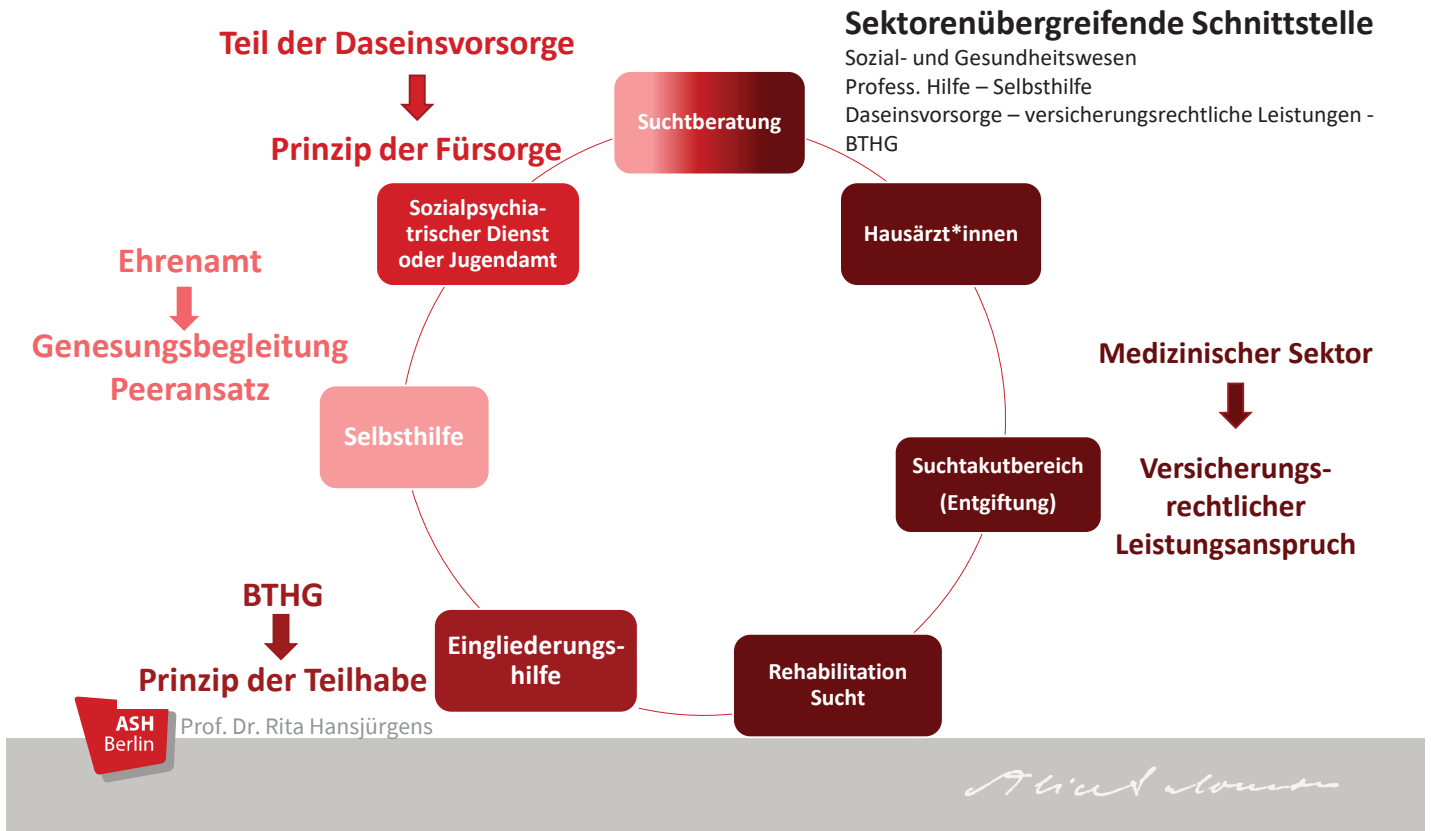 Sektorenübergreifende Schnittstelle
Sozial- und Gesundheitswesen
Profess. Hilfe – Selbsthilfe
Daseinsvorsorge – versicherungsrechtliche Leistungen -
BTHG
Teil der Daseinsvorsorge
Prinzip der Fürsorge
Suchtberatung
Sozialpsychia-
trischer Dienst
oder Jugendamt
Hausärzt*innen
Ehrenamt
Genesungsbegleitung
Peeransatz
Selbsthilfe
Medizinischer Sektor
Versicherungs-
rechtlicher
Leistungsanspruch
Suchtakutbereich
(Entgiftung)
BTHG
Prinzip der Teilhabe
Eingliederungs-
hilfe
Rehabilitation
Sucht
ASH
Berlin
Prof. Dr. Rita Hansjürgens
Alice Salomon